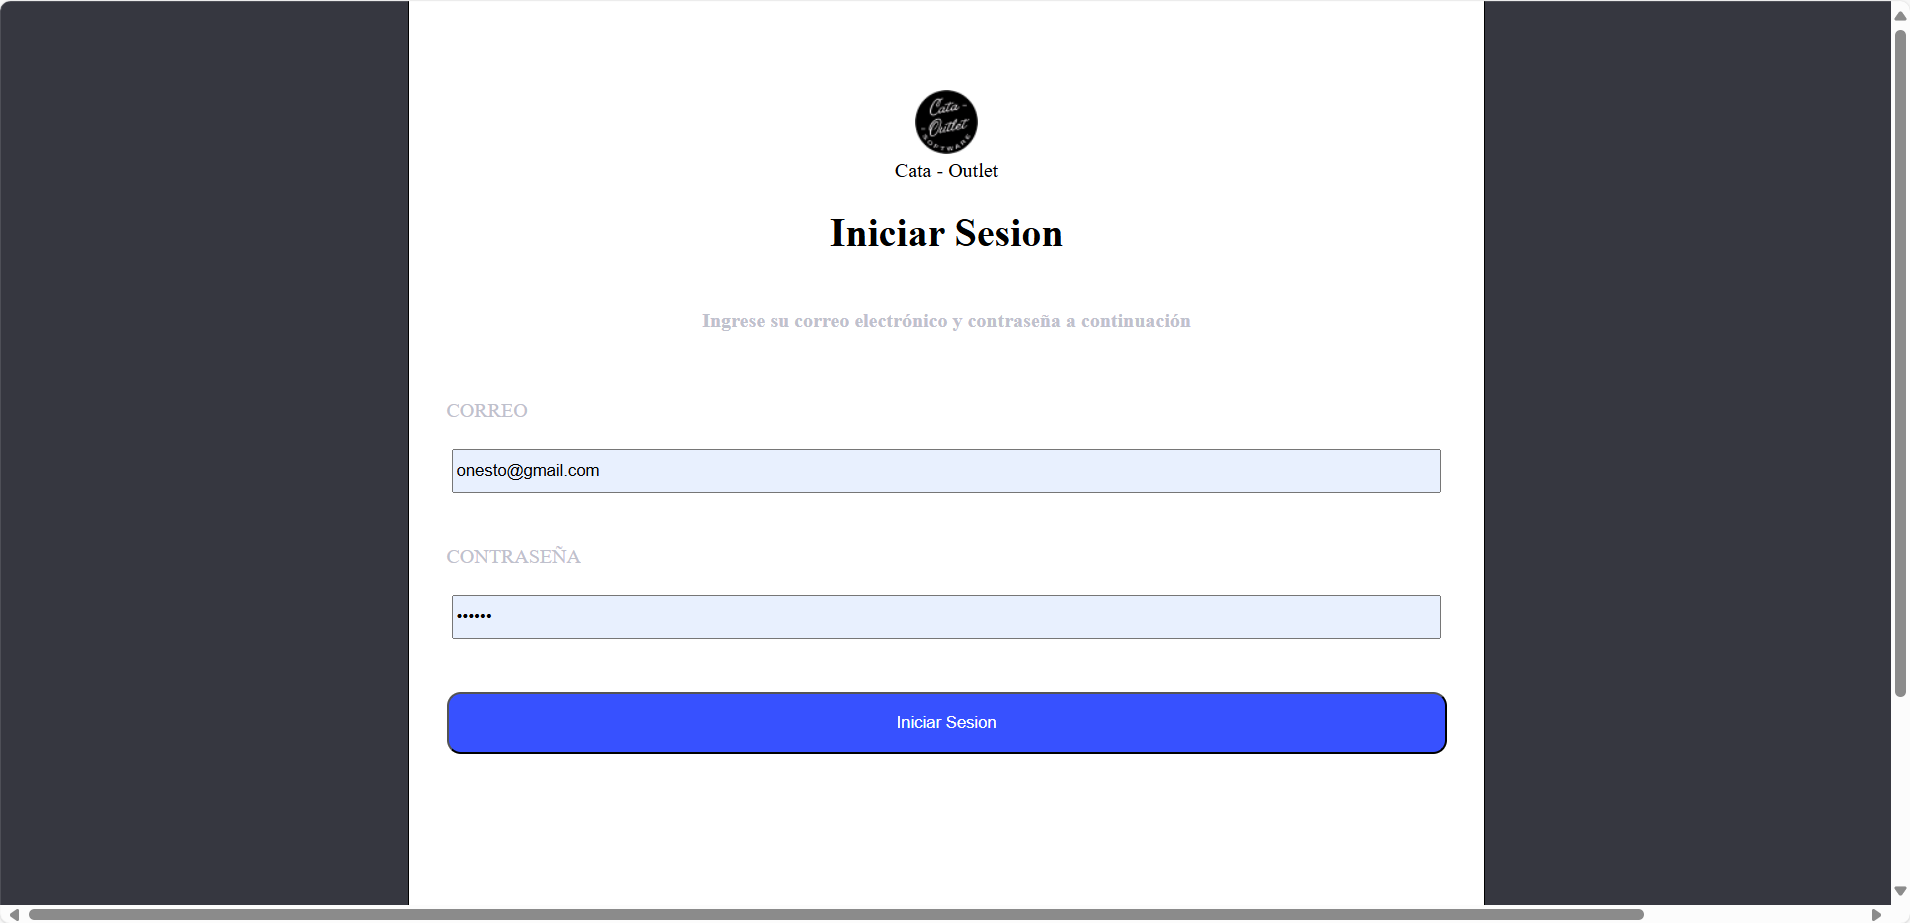 Cata -
- Outlet
SOFTWARE
Cata - Outlet
Iniciar Sesion
Ingrese su correo electrónico y contraseña a continuación
CORREO
onesto@gmail.com
CONTRASEÑA
••••••
Iniciar Sesion